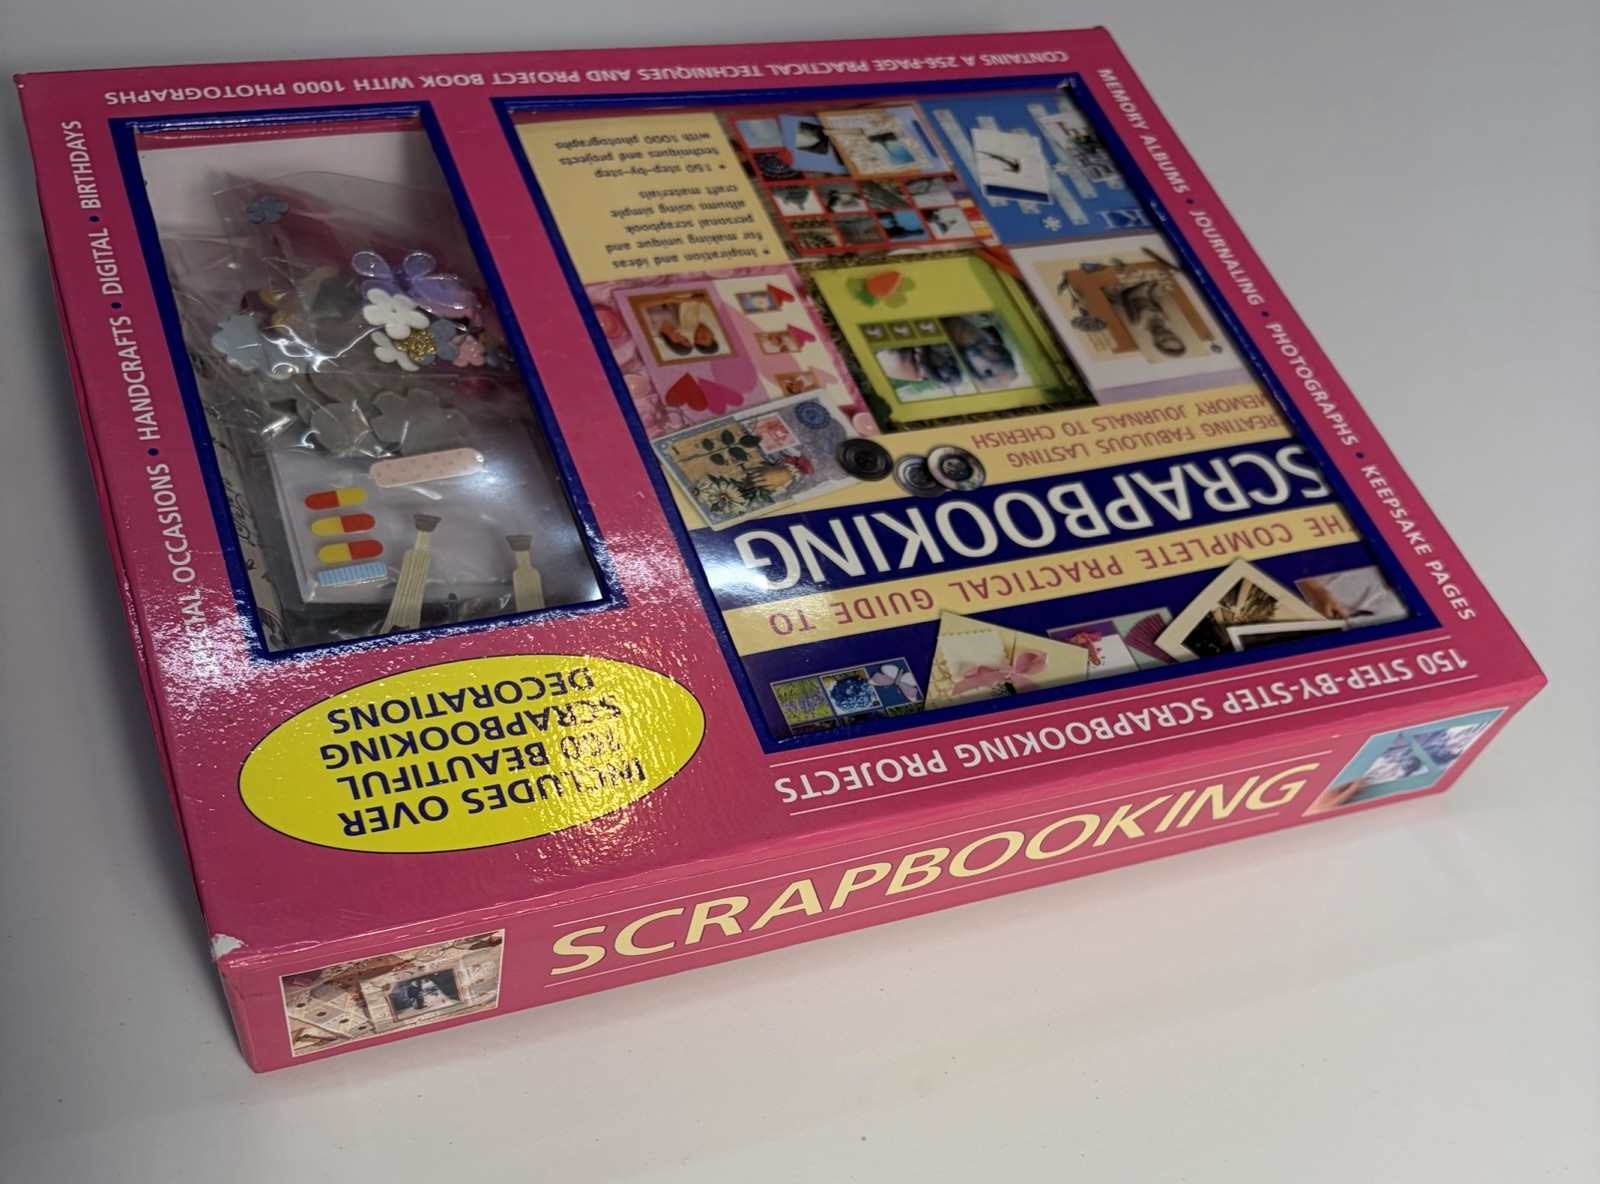 SCRAPBOOKING
150 STEP-BY-STEP SCRAPBOOKING PROJECTS
INCLUDES OVER
200 BEAUTIFUL
SCRAPBOOKING
DECORATIONS
THE COMPLETE PRACTICAL GUIDE TO
SCRAPBOOKING
CREATING FABULOUS LASTING
MEMORY JOURNALS TO CHERISH
• Inspiration and ideas
for making unique and
personal scrapbook
albums using simple
craft materials
• 150 step-by-step
techniques and projects
with 1000 photographs
SKI
MEMORY ALBUMS • JOURNALING • PHOTOGRAPHS • KEEPSAKE PAGES
SPECIAL OCCASIONS • HANDCRAFTS • DIGITAL • BIRTHDAYS
CONTAINS A 256-PAGE PRACTICAL TECHNIQUES AND PROJECT BOOK WITH 1000 PHOTOGRAPHS